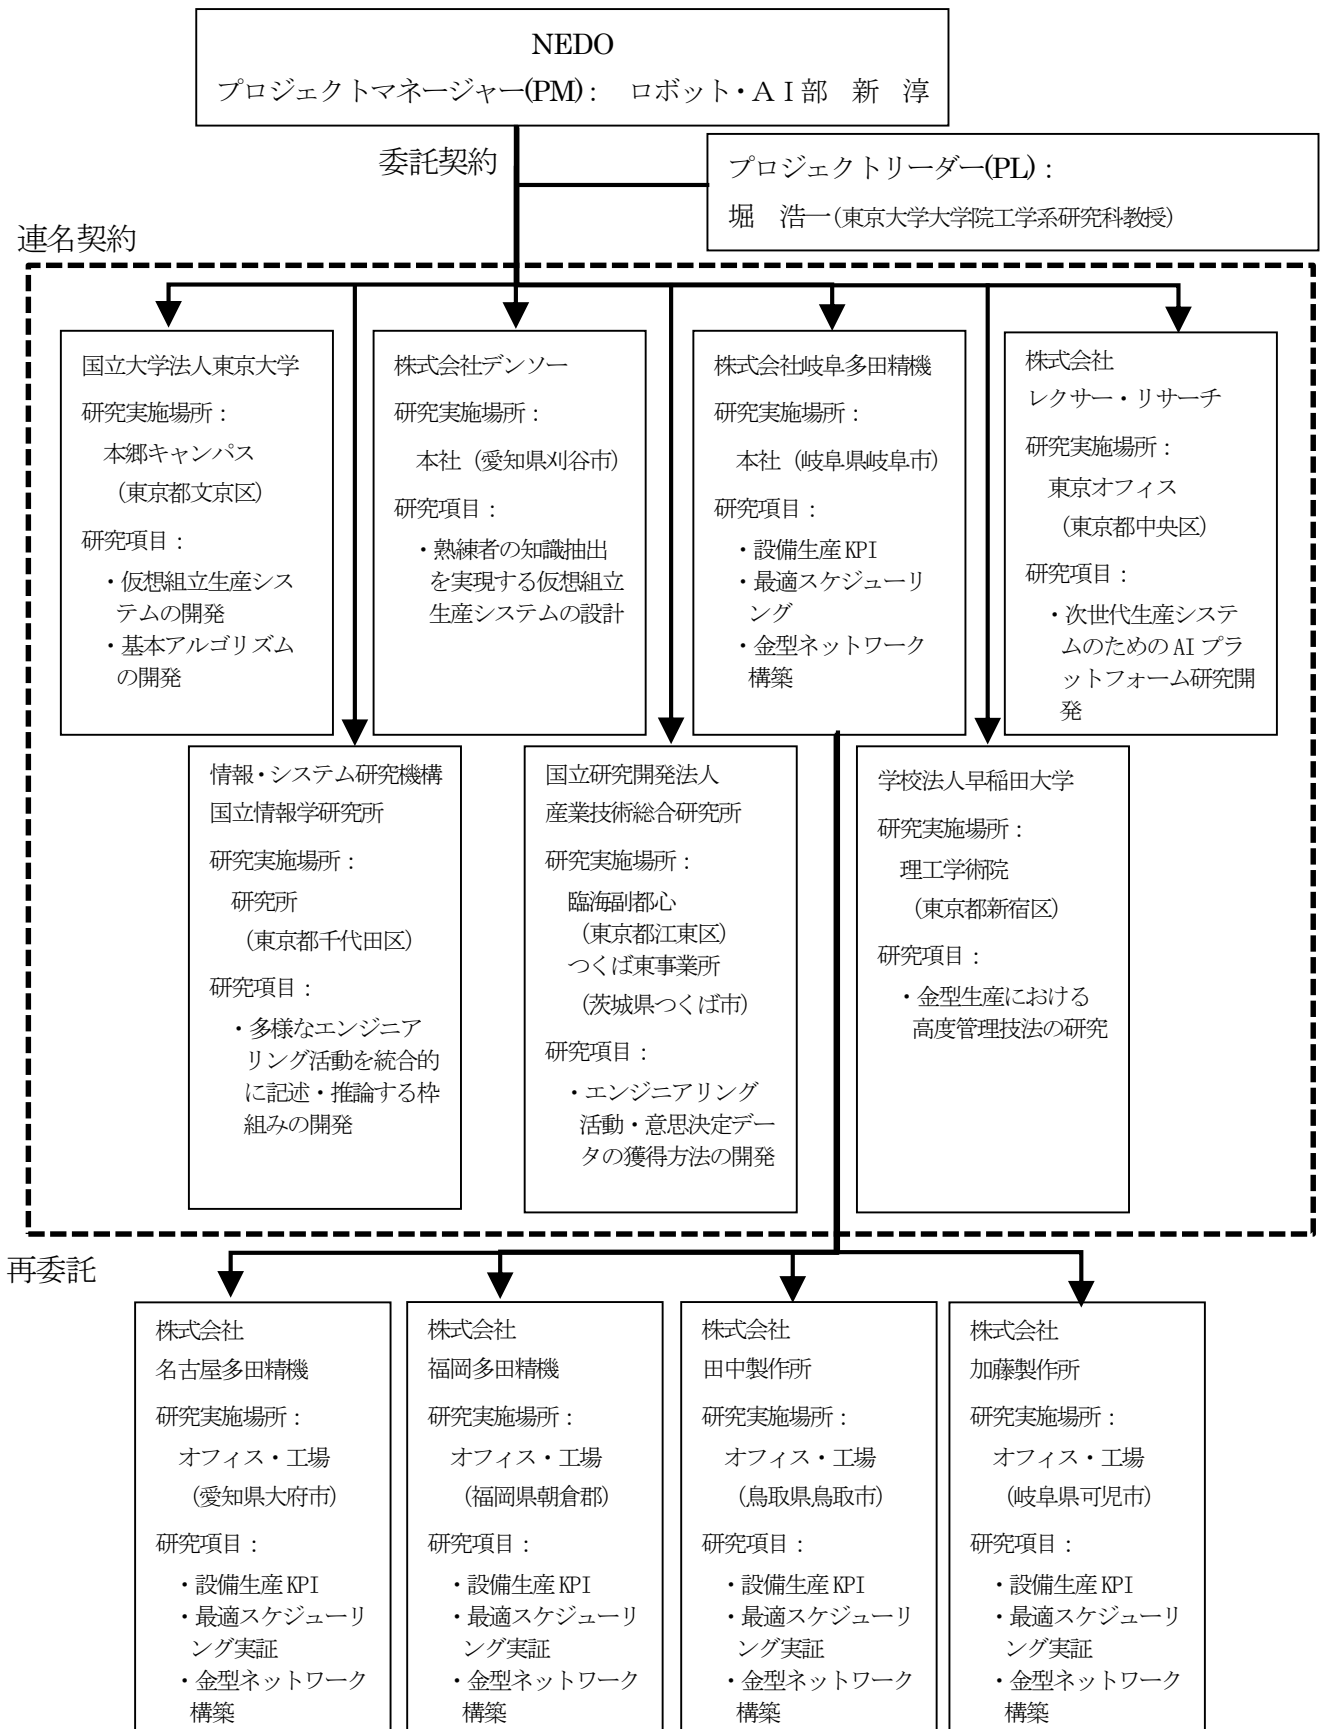 NEDO
プロジェクトマネージャー(PM)： ロボット・ＡＩ部 新 淳
委託契約
プロジェクトリーダー(PL)：
堀 浩一(東京大学大学院工学系研究科教授)
連名契約
国立大学法人東京大学
研究実施場所：
本郷キャンパス
（東京都文京区）
研究項目：
・仮想組立生産シス
テムの開発
・基本アルゴリズム
の開発
株式会社デンソー
研究実施場所：
本社（愛知県刈谷市）
研究項目：
・熟練者の知識抽出
を実現する仮想組立
生産システムの設計
株式会社岐阜多田精機
研究実施場所：
本社（岐阜県岐阜市）
研究項目：
・設備生産 KPI
・最適スケジューリ
ング
・金型ネットワーク
構築
株式会社
レクサー・リサーチ
研究実施場所：
東京オフィス
（東京都中央区）
研究項目：
・次世代生産システ
ムのための AI プラ
ットフォーム研究開
発
情報・システム研究機構
国立情報学研究所
研究実施場所：
研究所
（東京都千代田区）
研究項目：
・多様なエンジニア
リング活動を統合的
に記述・推論する枠
組みの開発
国立研究開発法人
産業技術総合研究所
研究実施場所：
臨海副都心
（東京都江東区）
つくば東事業所
（茨城県つくば市）
研究項目：
・エンジニアリング
活動・意思決定デー
タの獲得方法の開発
学校法人早稲田大学
研究実施場所：
理工学術院
（東京都新宿区）
研究項目：
・金型生産における
高度管理技法の研究
再委託
株式会社
名古屋多田精機
研究実施場所：
オフィス・工場
（愛知県大府市）
研究項目：
・設備生産 KPI
・最適スケジューリ
ング実証
・金型ネットワーク
構築
株式会社
福岡多田精機
研究実施場所：
オフィス・工場
（福岡県朝倉郡）
研究項目：
・設備生産 KPI
・最適スケジューリ
ング実証
・金型ネットワーク
構築
株式会社
田中製作所
研究実施場所：
オフィス・工場
（鳥取県鳥取市）
研究項目：
・設備生産 KPI
・最適スケジューリ
ング実証
・金型ネットワーク
構築
株式会社
加藤製作所
研究実施場所：
オフィス・工場
（岐阜県可児市）
研究項目：
・設備生産 KPI
・最適スケジューリ
ング実証
・金型ネットワーク
構築